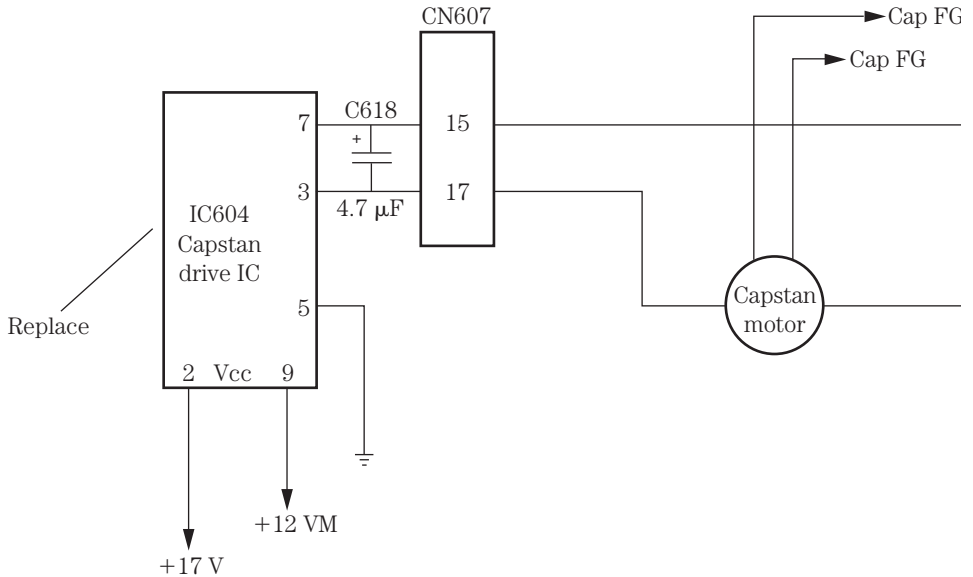 CN607
Cap FG
Cap FG
C618
7
15
+
3
17
4.7 μF
IC604
Capstan
drive IC
5
Capstan
motor
Replace
2 Vcc 9
+12 VM
+17 V